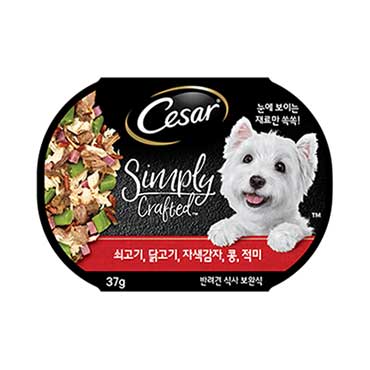 Cesar
눈에 보이는
재료만 쏙쏙!
Simply
Crafted™
TM
쇠고기, 닭고기, 자색감자, 콩, 적미
37g
반려견 식사 보완식